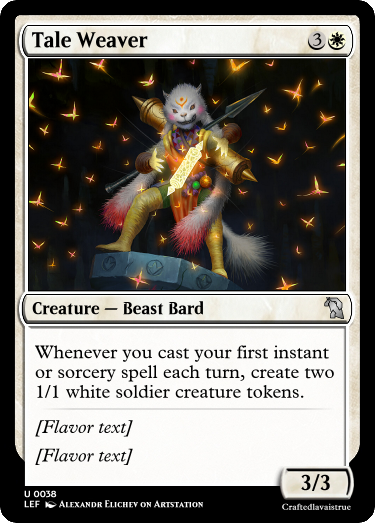 Tale Weaver
3
Creature — Beast Bard
Whenever you cast your first instant
or sorcery spell each turn, create two
1/1 white soldier creature tokens.
[Flavor text]
[Flavor text]
3/3
U 0038
LEF Alexandr Elichev on Artstation
Craftedlavaistrue